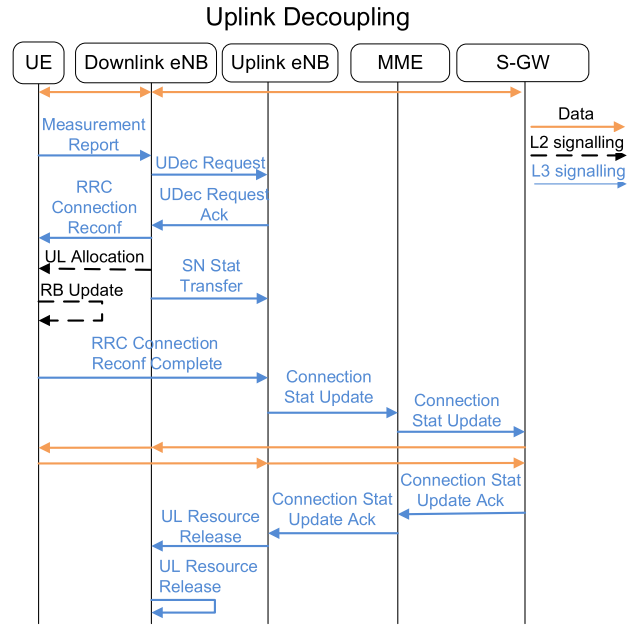 Uplink Decoupling
UE
Downlink eNB
Uplink eNB
MME
S-GW
Data
L2 signalling
L3 signalling
Measurement
Report
UDec Request
RRC
Connection
Reconf
UDec Request
Ack
UL Allocation
SN Stat
Transfer
RB Update
RRC Connection
Reconf Complete
Connection
Stat Update
Connection
Stat Update
Connection Stat
Update Ack
Connection Stat
Update Ack
UL Resource
Release
UL Resource
Release